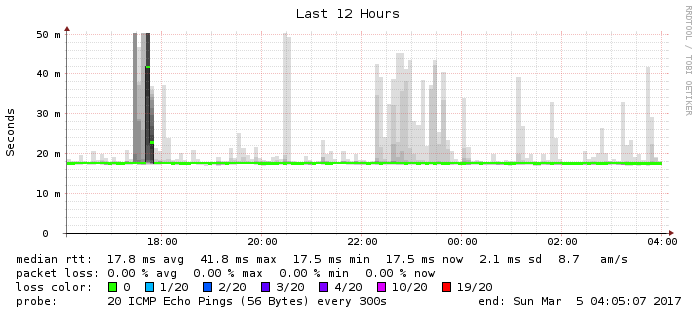 Last 12 Hours
RRDTOOL / TOBI OETIKER
Seconds
50 m
40 m
30 m
20 m
10 m
0
18:00 20:00 22:00 00:00 02:00 04:00
median rtt: 17.8 ms avg 41.8 ms max 17.5 ms min 17.5 ms now 2.1 ms sd 8.7 am/s
packet loss: 0.00 % avg 0.00 % max 0.00 % min 0.00 % now
loss color: 0 1/20 2/20 3/20 4/20 10/20 19/20
probe: 20 ICMP Echo Pings (56 Bytes) every 300s end: Sun Mar 5 04:05:07 2017